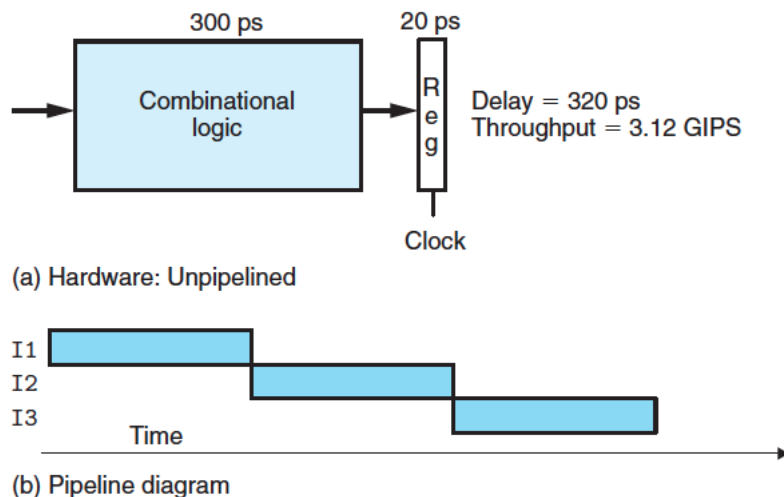 300 ps
20 ps
Combinational
logic
Reg
Delay = 320 ps
Throughput = 3.12 GIPS
Clock
(a) Hardware: Unpipelined
I1
I2
I3
Time
(b) Pipeline diagram